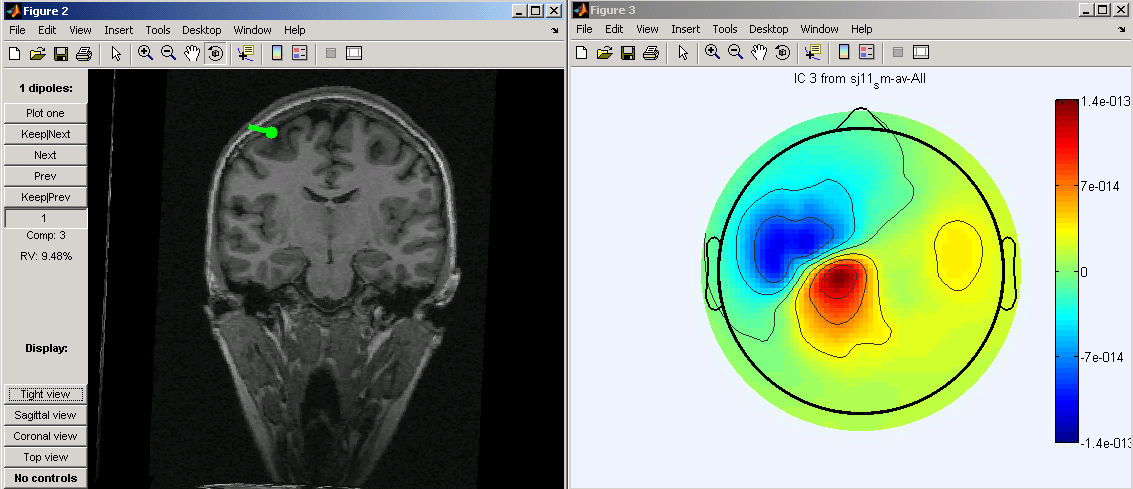 Figure 2
File Edit View Insert Tools Desktop Window Help
1 dipoles:
Plot one
Keep|Next
Next
Prev
Keep|Prev
1
Comp: 3
RV: 9.48%
Display:
Tight view
Sagittal view
Coronal view
Top view
No controls
Figure 3
File Edit View Insert Tools Desktop Window Help
IC 3 from sj11sm-av-All
1.4e-013
7e-014
0
-7e-014
-1.4e-013